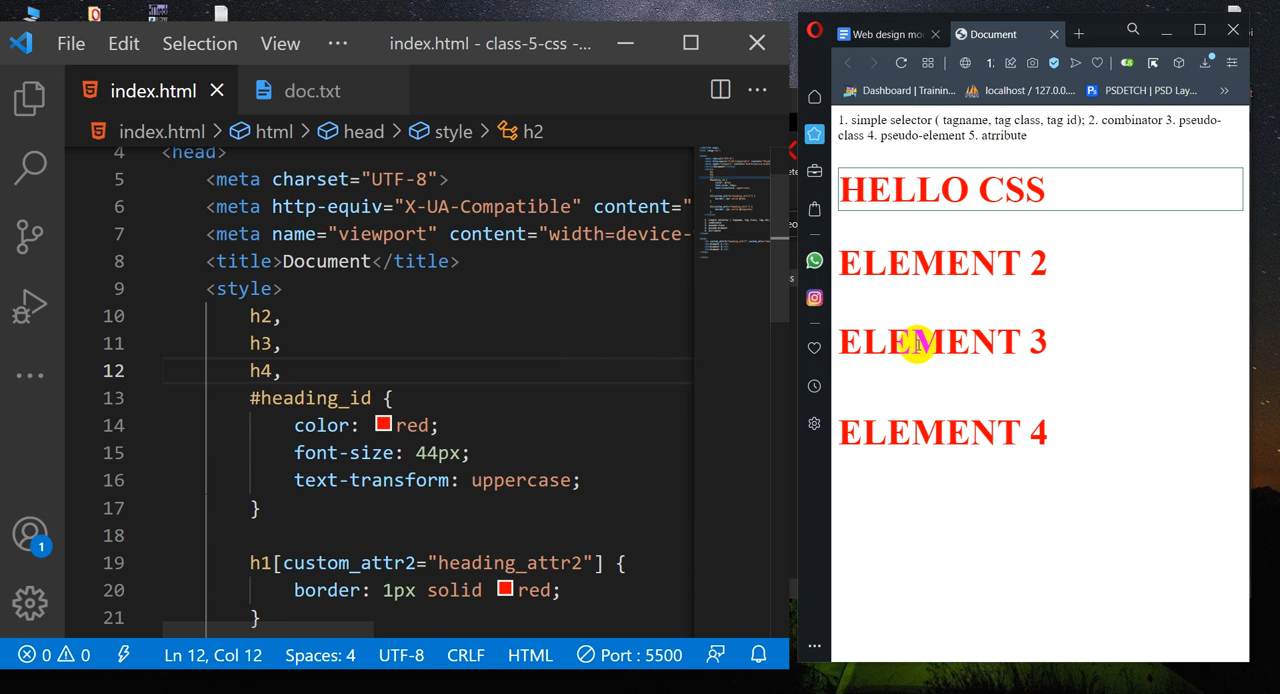 File Edit Selection View ··· index.html - class-5-css -...
index.html doc.txt
index.html > html > head > style > h2
4 <head>
5 <meta charset="UTF-8">
6 <meta http-equiv="X-UA-Compatible" content="
7 <meta name="viewport" content="width=device-
8 <title>Document</title>
9 <style>
10 h2,
11 h3,
12 h4,
13 #heading_id {
14 color: red;
15 font-size: 44px;
16 text-transform: uppercase;
17 }
18
19 h1[custom_attr2="heading_attr2"] {
20 border: 1px solid red;
21 }
1
0 0 Ln 12, Col 12 Spaces: 4 UTF-8 CRLF HTML Port : 5500
Web design mo Document
Dashboard | Trainin... localhost / 127.0.0.... PSDETCH | PSD Lay...
1. simple selector ( tagname, tag class, tag id); 2. combinator 3. pseudo-
class 4. pseudo-element 5. atrribute
HELLO CSS
ELEMENT 2
ELEMENT 3
ELEMENT 4